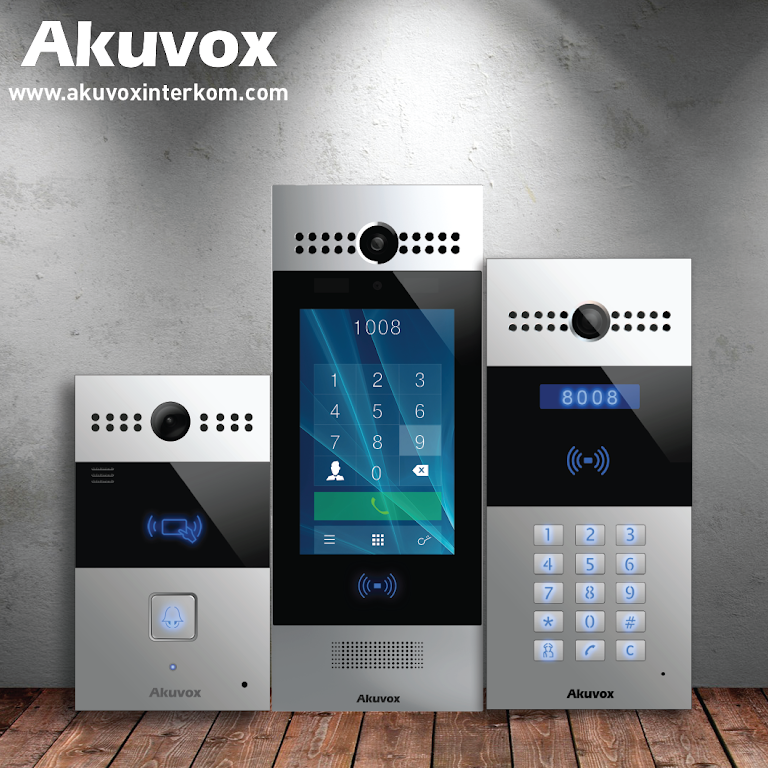 Akuvox
www.akuvoxinterkom.com
1008
1 2 3
4 5 6
7 8 9
0
8008
1 2 3
4 5 6
7 8 9
* 0 #
C
Akuvox
Akuvox
Akuvox